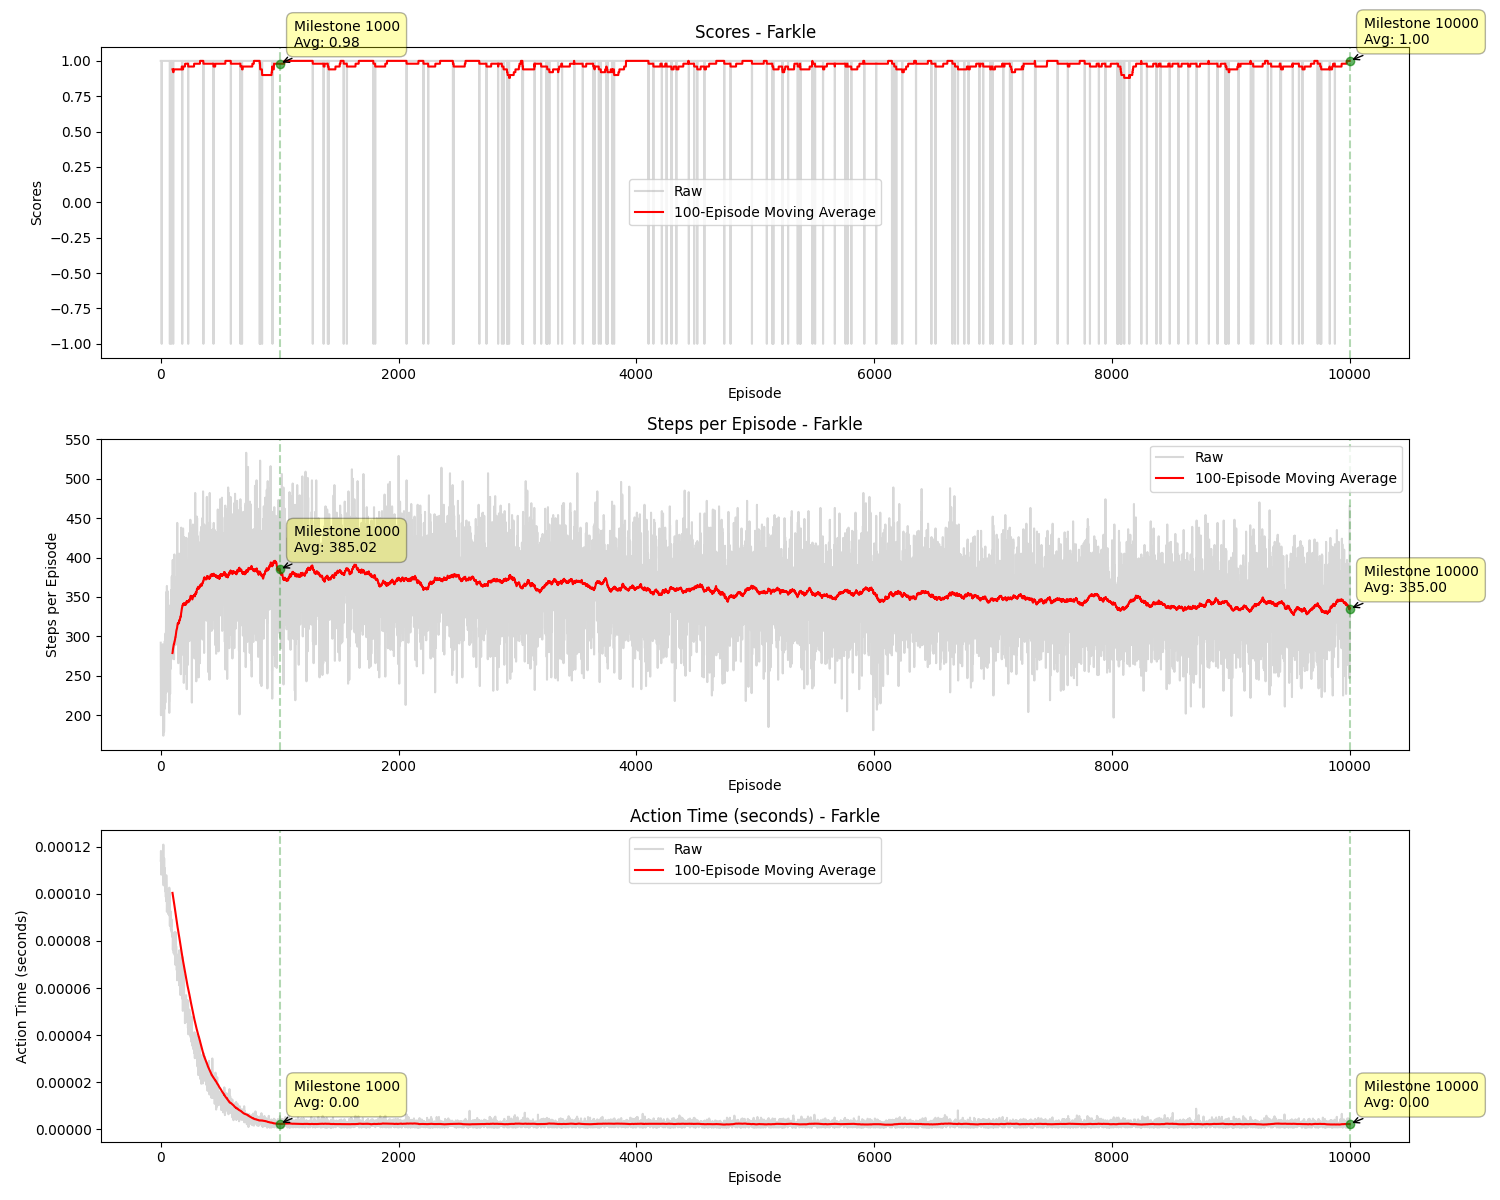 Scores - Farkle
Milestone 1000
Avg: 0.98
Milestone 10000
Avg: 1.00
1.00
0.75
0.50
0.25
0.00
−0.25
−0.50
−0.75
−1.00
Scores
Raw
100-Episode Moving Average
0 2000 4000 6000 8000 10000
Episode
Steps per Episode - Farkle
550
500
450
400
350
300
250
200
Steps per Episode
Raw
100-Episode Moving Average
Milestone 1000
Avg: 385.02
Milestone 10000
Avg: 335.00
0 2000 4000 6000 8000 10000
Episode
Action Time (seconds) - Farkle
0.00012
0.00010
0.00008
0.00006
0.00004
0.00002
0.00000
Action Time (seconds)
Raw
100-Episode Moving Average
Milestone 1000
Avg: 0.00
Milestone 10000
Avg: 0.00
0 2000 4000 6000 8000 10000
Episode